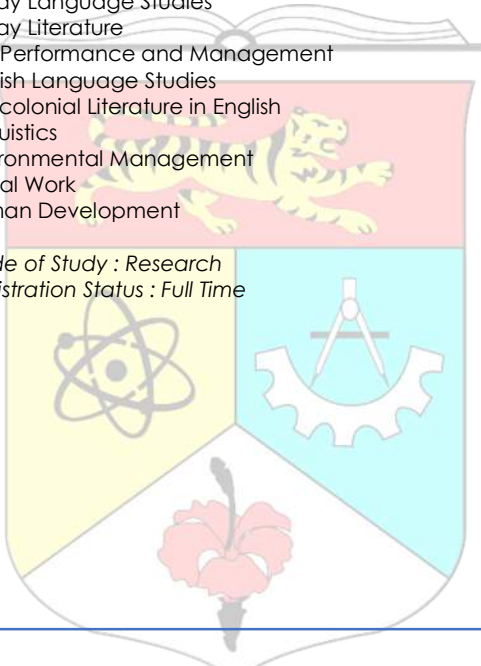 ay Language Studies
ay Literature
Performance and Management
ish Language Studies
colonial Literature in English
uistics
ronmental Management
al Work
nan Development
de of Study : Research
istration Status : Full Time